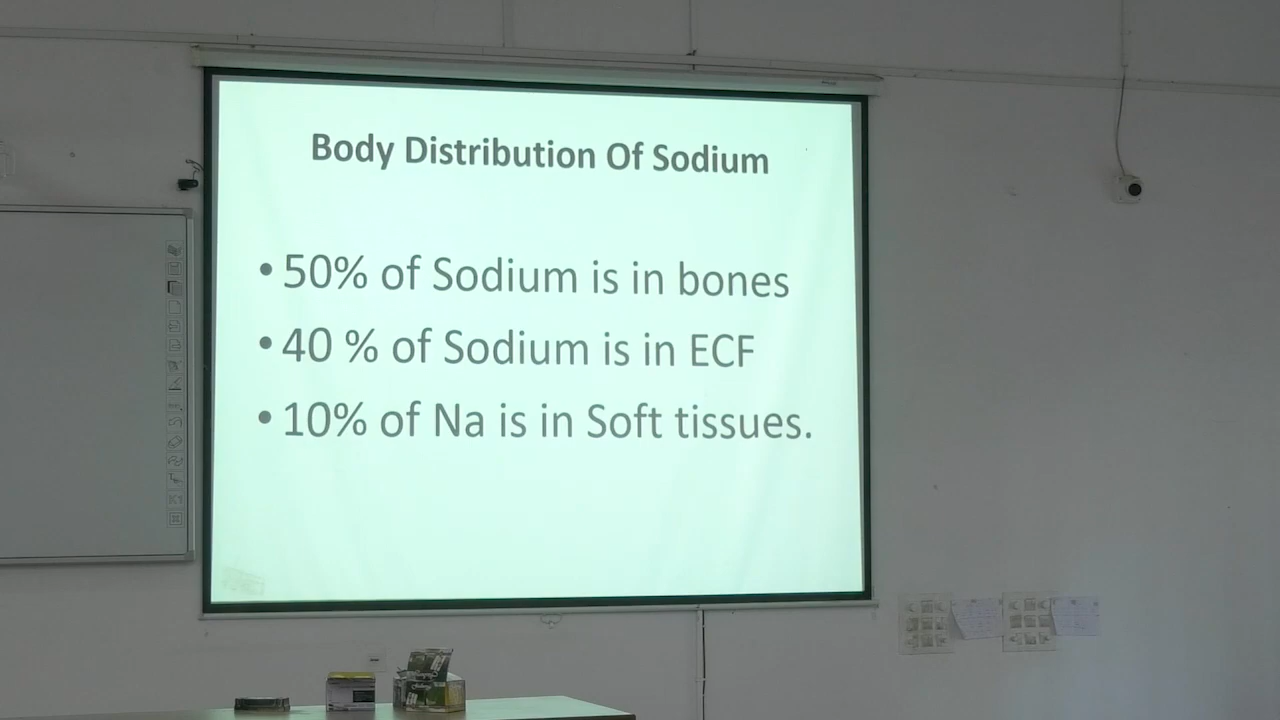 Body Distribution Of Sodium
• 50% of Sodium is in bones
• 40 % of Sodium is in ECF
• 10% of Na is in Soft tissues.